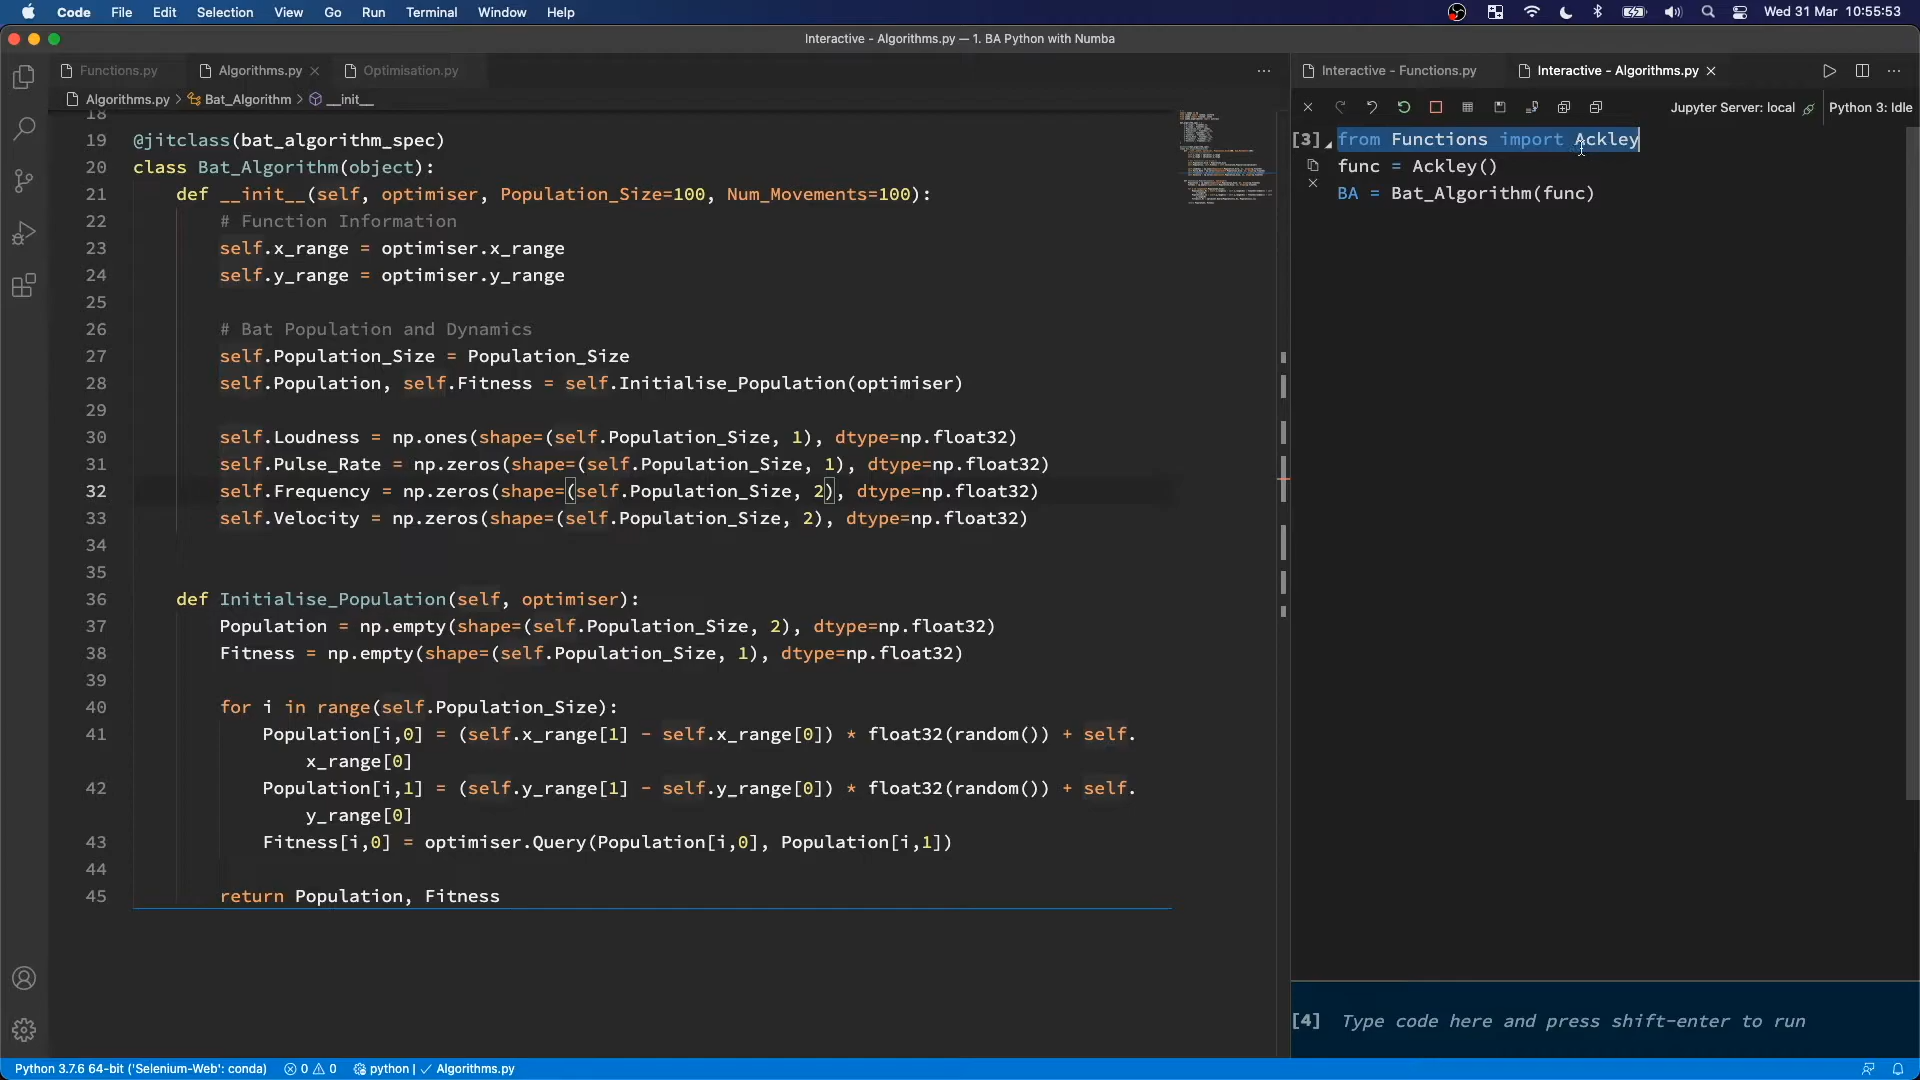 Code File Edit Selection View Go Run Terminal Window Help Wed 31 Mar 10:55:53
Interactive - Algorithms.py — 1. BA Python with Numba
Functions.py Algorithms.py Optimisation.py
Algorithms.py > Bat_Algorithm > __init__
18
19 @jitclass(bat_algorithm_spec)
20 class Bat_Algorithm(object):
21 def __init__(self, optimiser, Population_Size=100, Num_Movements=100):
22 # Function Information
23 self.x_range = optimiser.x_range
24 self.y_range = optimiser.y_range
25
26 # Bat Population and Dynamics
27 self.Population_Size = Population_Size
28 self.Population, self.Fitness = self.Initialise_Population(optimiser)
29
30 self.Loudness = np.ones(shape=(self.Population_Size, 1), dtype=np.float32)
31 self.Pulse_Rate = np.zeros(shape=(self.Population_Size, 1), dtype=np.float32)
32 self.Frequency = np.zeros(shape=(self.Population_Size, 2), dtype=np.float32)
33 self.Velocity = np.zeros(shape=(self.Population_Size, 2), dtype=np.float32)
34
35
36 def Initialise_Population(self, optimiser):
37 Population = np.empty(shape=(self.Population_Size, 2), dtype=np.float32)
38 Fitness = np.empty(shape=(self.Population_Size, 1), dtype=np.float32)
39
40 for i in range(self.Population_Size):
41 Population[i,0] = (self.x_range[1] - self.x_range[0]) * float32(random()) + self.
x_range[0]
42 Population[i,1] = (self.y_range[1] - self.y_range[0]) * float32(random()) + self.
y_range[0]
43 Fitness[i,0] = optimiser.Query(Population[i,0], Population[i,1])
44
45 return Population, Fitness
Interactive - Functions.py Interactive - Algorithms.py
Jupyter Server: local Python 3: Idle
[3] from Functions import Ackley
func = Ackley()
BA = Bat_Algorithm(func)
[4] Type code here and press shift-enter to run
Python 3.7.6 64-bit ('Selenium-Web': conda) 0 0 python | ✓ Algorithms.py